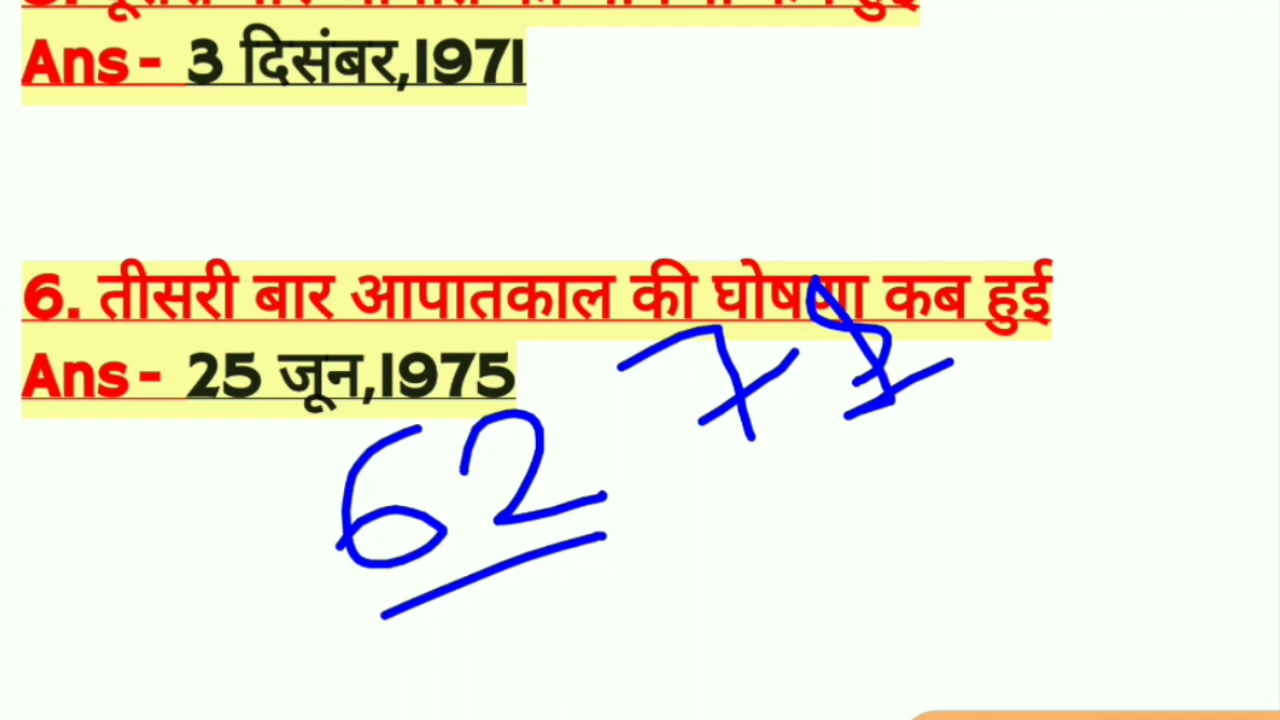 Ans - 3 दिसंबर,1971
6. तीसरी बार आपातकाल की घोषणा कब हुई
Ans - 25 जून,1975
62 71